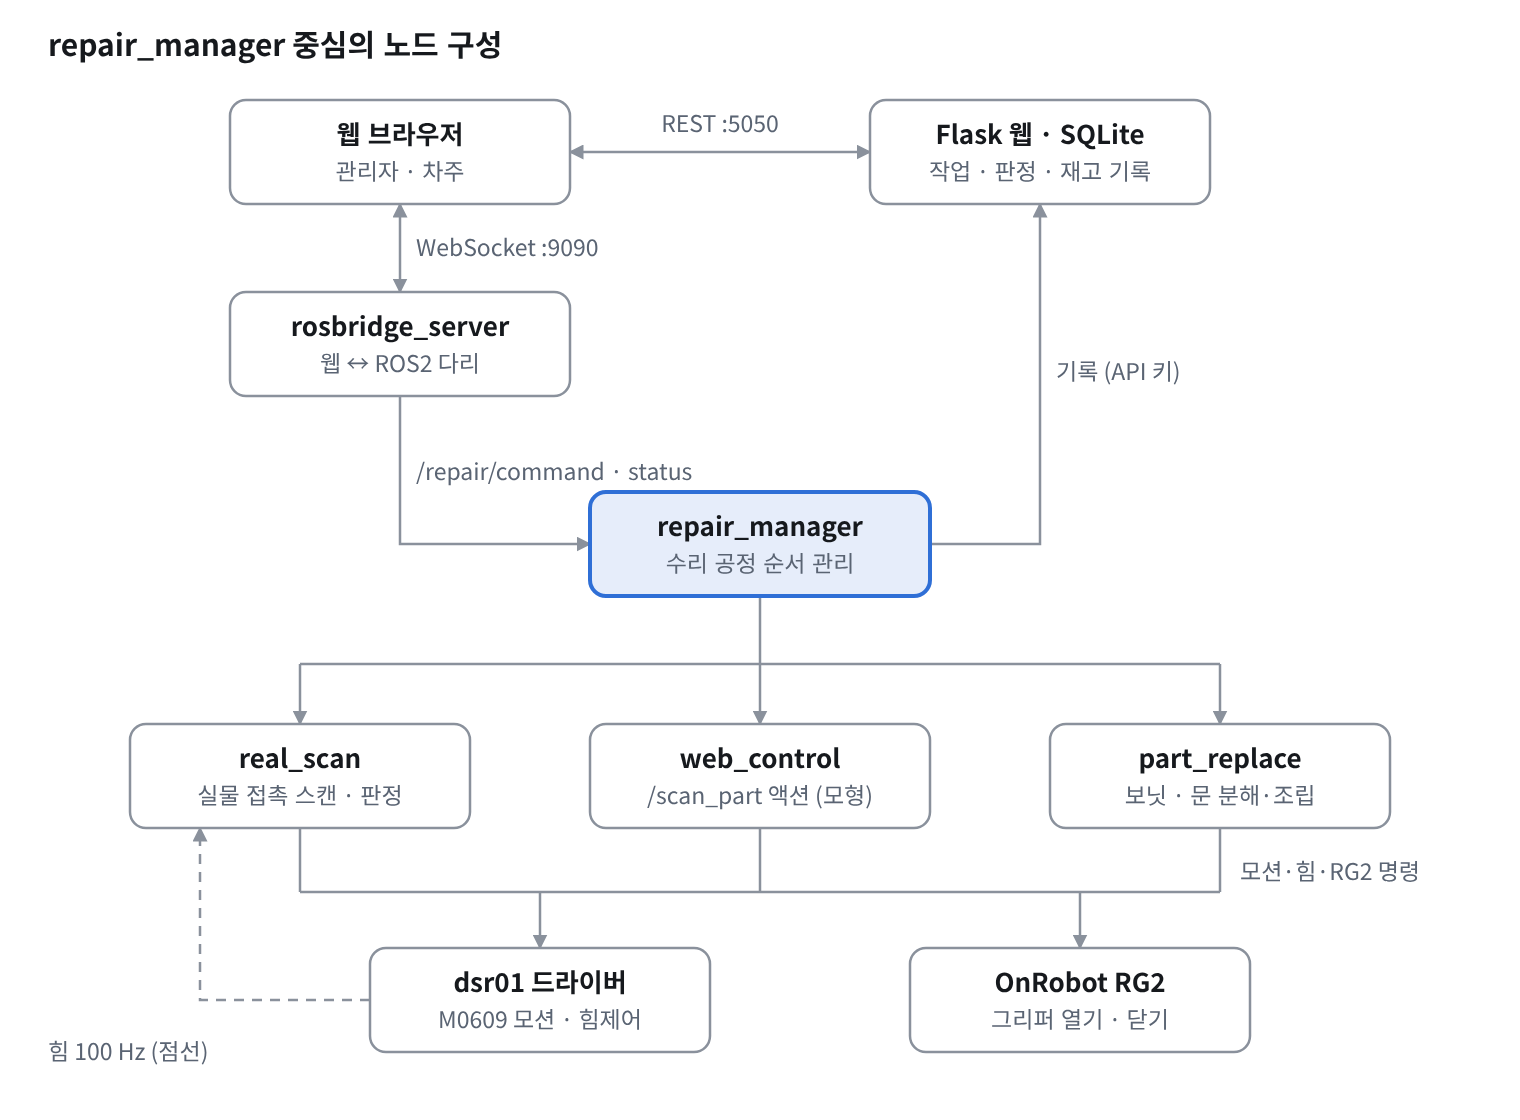 repair_manager 중심의 노드 구성
웹 브라우저
관리자 · 차주
REST :5050
Flask 웹 · SQLite
작업 · 판정 · 재고 기록
WebSocket :9090
rosbridge_server
웹 ↔ ROS2 다리
기록 (API 키)
/repair/command · status
repair_manager
수리 공정 순서 관리
real_scan
실물 접촉 스캔 · 판정
web_control
/scan_part 액션 (모형)
part_replace
보닛 · 문 분해·조립
모션·힘·RG2 명령
dsr01 드라이버
M0609 모션 · 힘제어
OnRobot RG2
그리퍼 열기 · 닫기
힘 100 Hz (점선)